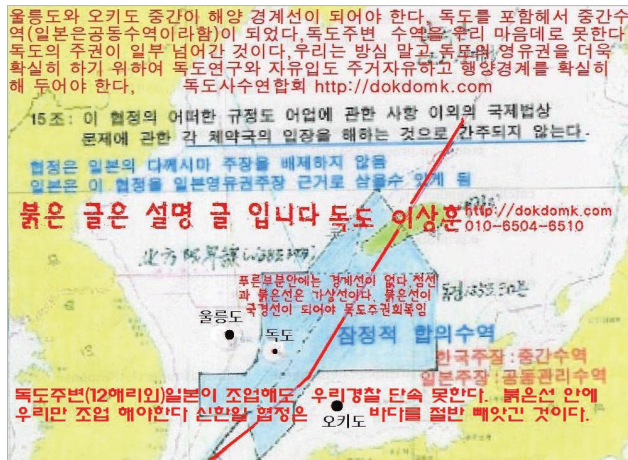 울릉도와 오키도 중간이 해양 경계선이 되어야 한다. 독도를 포함헤서 중간수
역(일본은공동수역이라함)이 되었다,독도주변 수역을 우리 마음데로 못한다
독도의 주권이 일부 넘어간 것이다,우리는 방심 말고 독도의 영유권을 더욱
확실히 하기 위하여 독도연구와 자유입도 주거자유하고 행양경계를 확실히
해 두어야 한다, 독도사수연합회 http://dokdomk.com
15조: 이 협정의 어떠한 규정도 어업에 관한 사항 이외의 국제법상
문제에 관한 각 체약국의 입장을 해하는 것으로 간주되지 않는다.
협정은 일본의 다께시마 주장을 배제하지 않음
일본은 이 협정을 일본영유권주장 근거로 삼을수 있게 됨
붉은 글은 설명 글 입니다 독도 이상훈 http://dokdomk.com
010-6504-6510
푸른부분안에는 경계선이 없다 점선
과 붉은선은 가상선이다. 붉은선이
국경선이 되어야 독도주권회복임
울릉도
독도
잠정적 합의수역
한국주장 : 중간수역
일본주장 : 공동관리수역
독도주변(12해리외)일본이 조업해도 우리경찰 단속 못한다. 붉은선 안에
우리만 조업 해야한다 신한일 협정은 바다를 절반 빼앗긴 것이다.
오키도